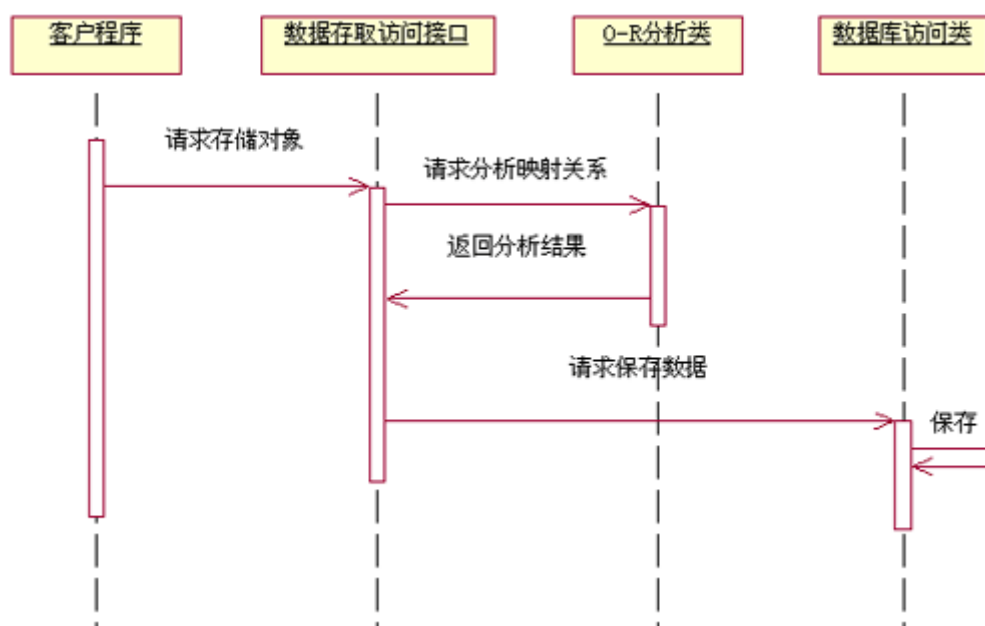 客户程序
数据存取访问接口
O-R分析类
数据库访问类
请求存储对象
请求分析映射关系
返回分析结果
请求保存数据
保存